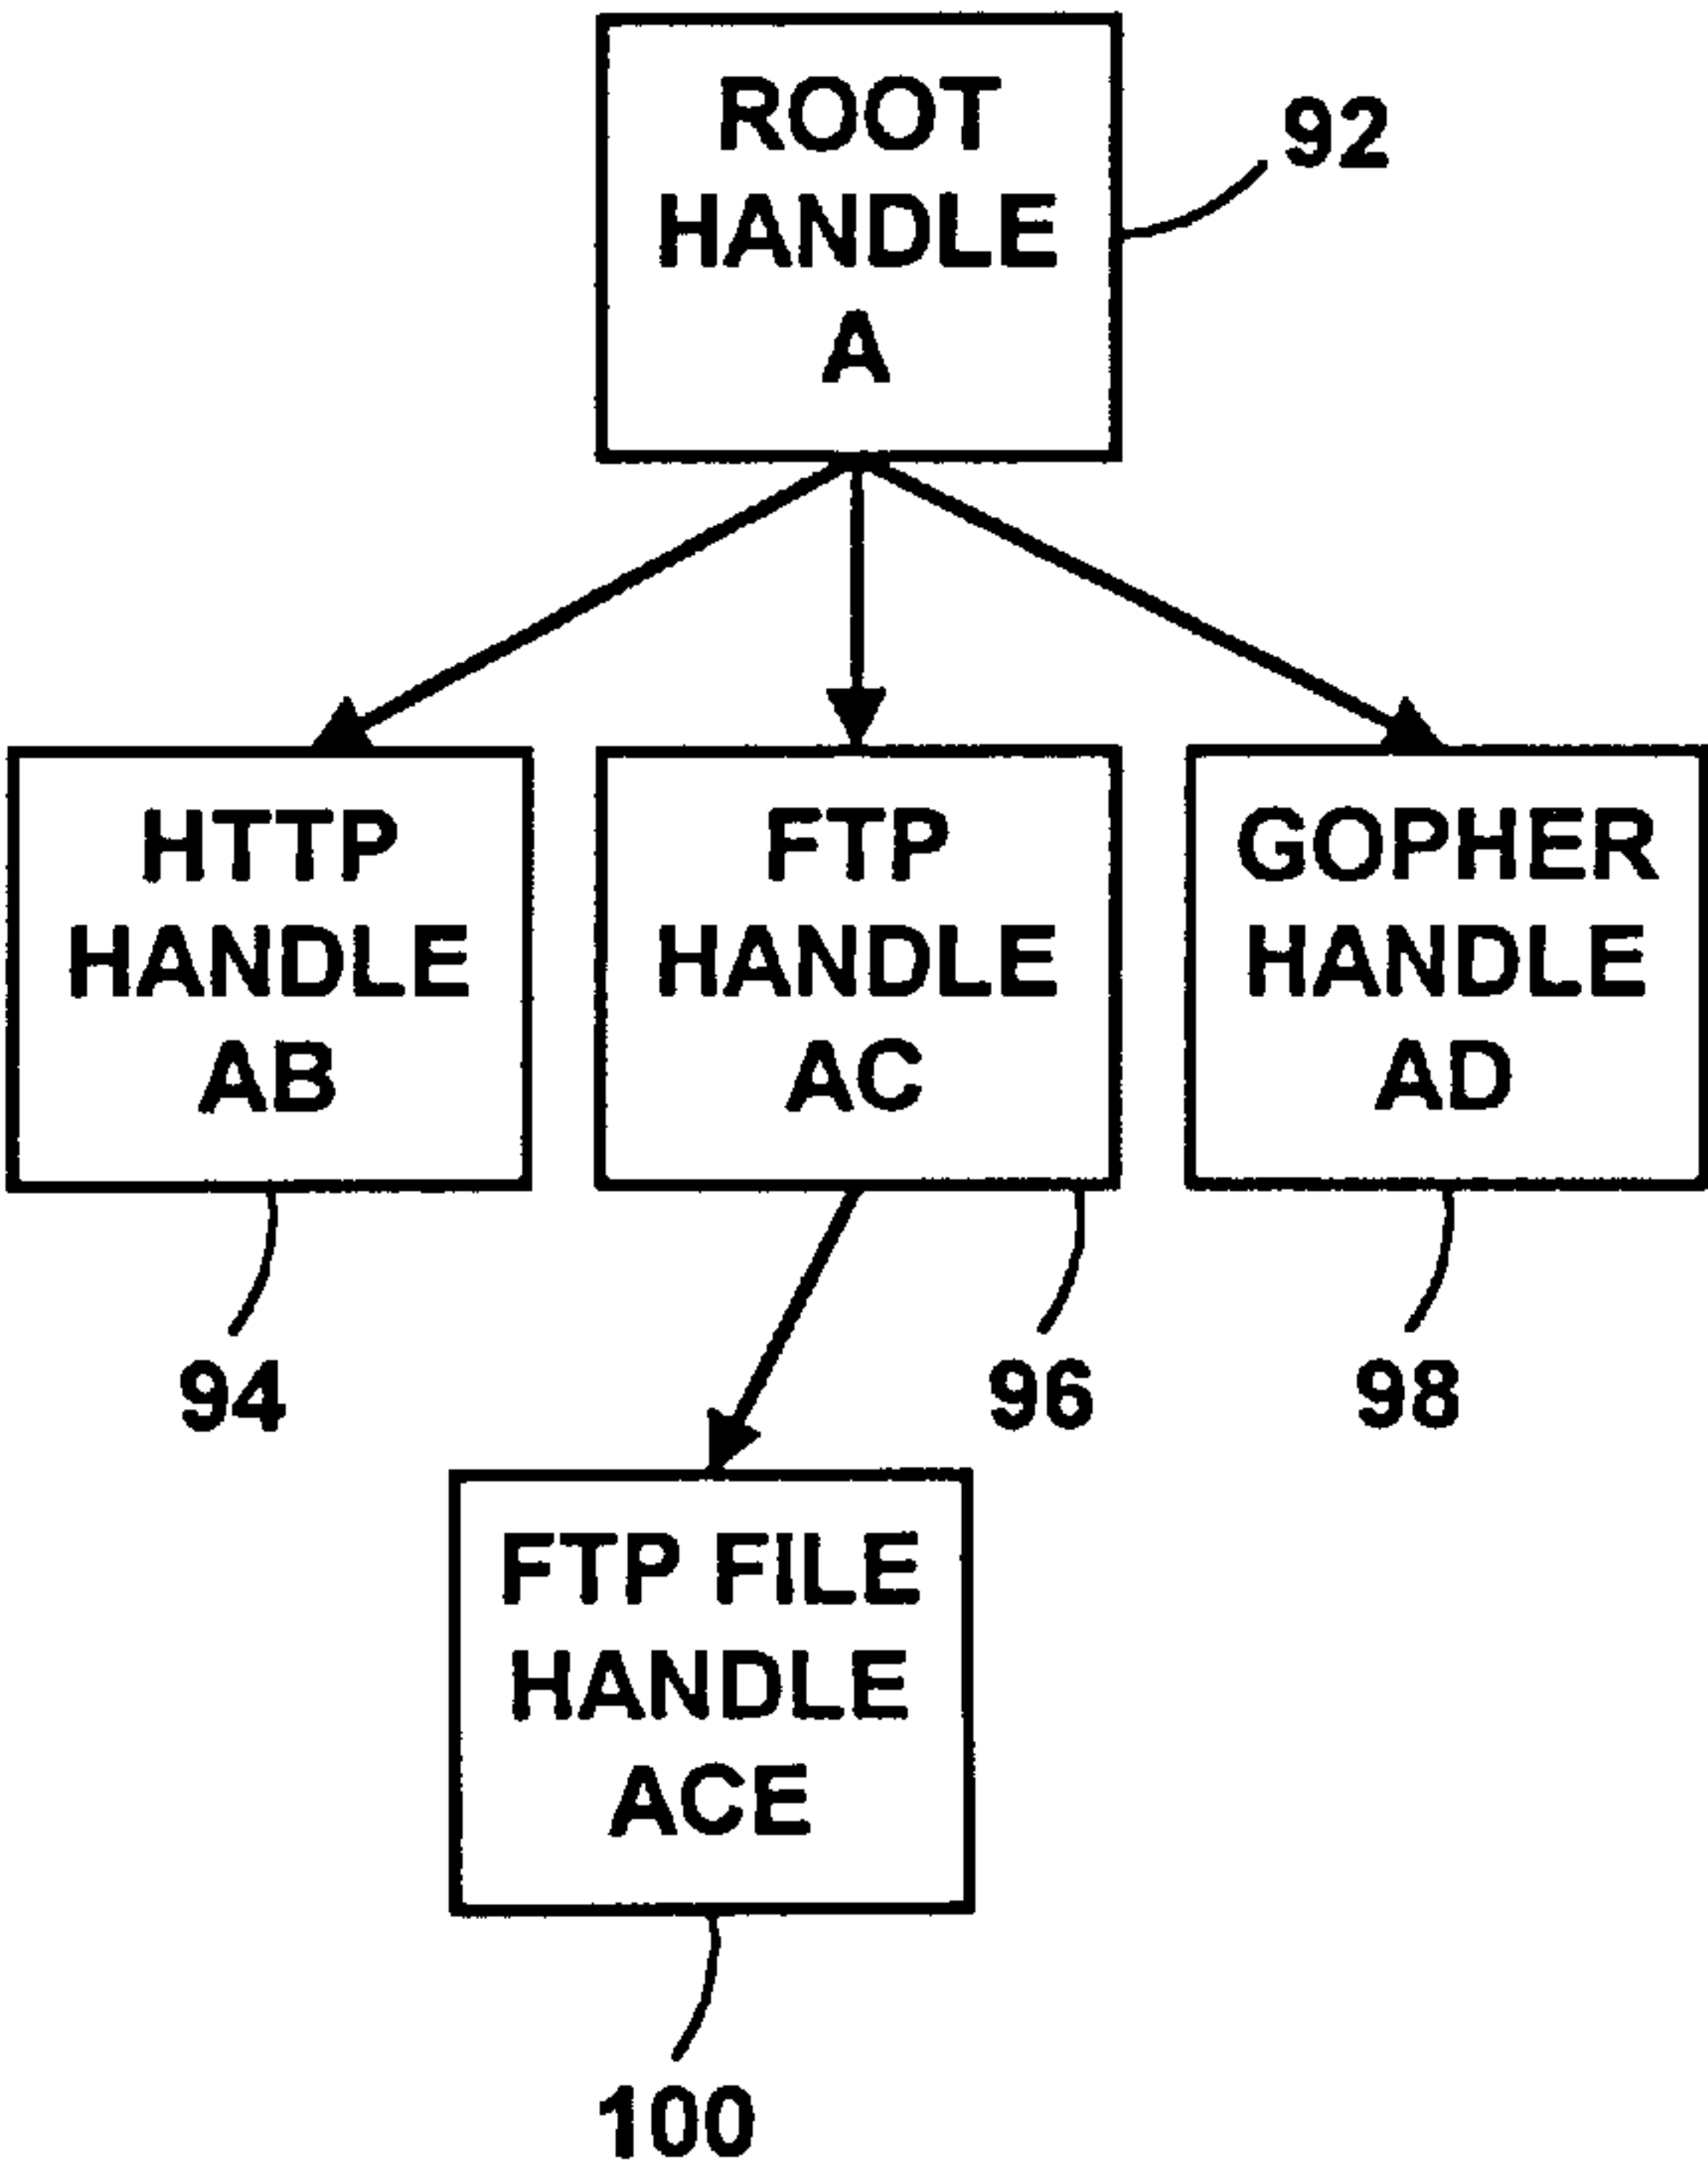 ROOT
HANDLE
A
92
HTTP
HANDLE
AB
FTP
HANDLE
AC
GOPHER
HANDLE
AD
94
96
98
FTP FILE
HANDLE
ACE
100